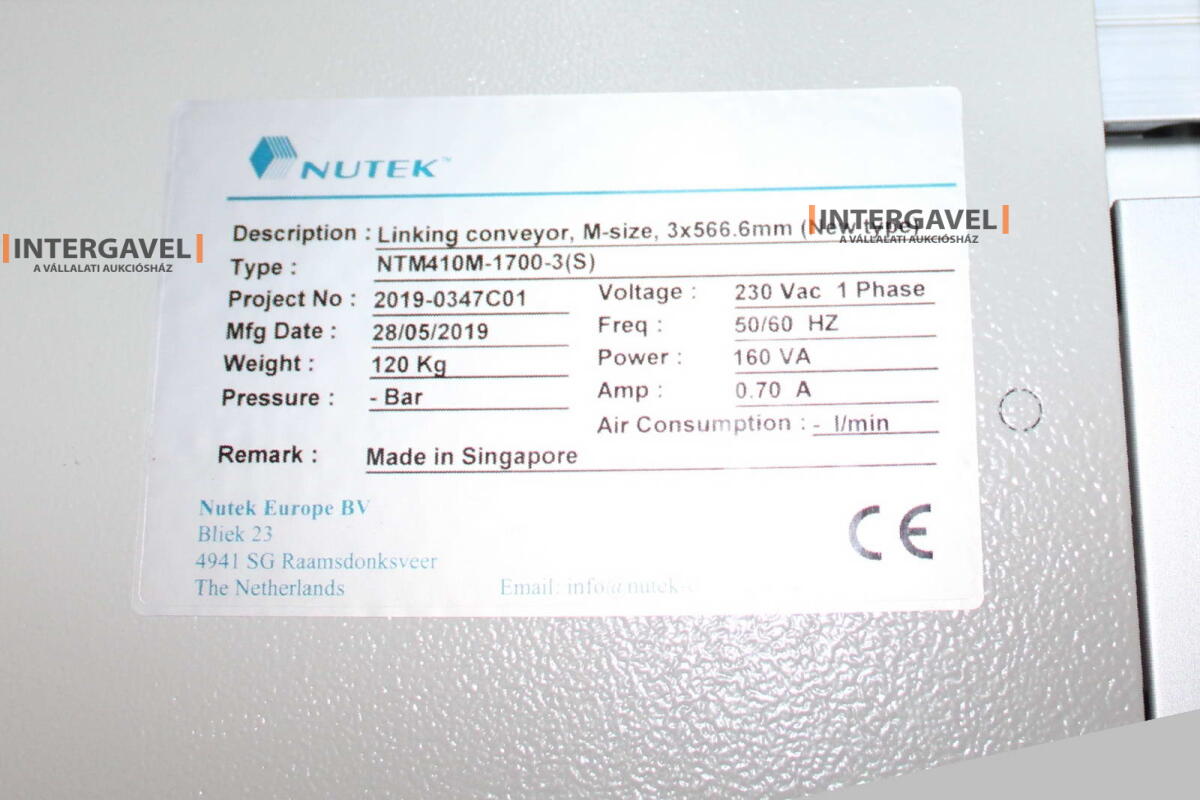 NUTEK™
Description : Linking conveyor, M-size, 3x566.6mm (New type)
Type : NTM410M-1700-3(S)
Project No : 2019-0347C01
Voltage : 230 Vac 1 Phase
Mfg Date : 28/05/2019
Freq : 50/60 HZ
Weight : 120 Kg
Power : 160 VA
Pressure : - Bar
Amp : 0.70 A
Air Consumption : - l/min
Remark : Made in Singapore
Nutek Europe BV
Bliek 23
4941 SG Raamsdonksveer
The Netherlands
Email: info@nutek-
CE
INTERGAVEL
A VÁLLALATI AUKCIÓSHÁZ
INTERGAVEL
A VÁLLALATI AUKCIÓSHÁZ